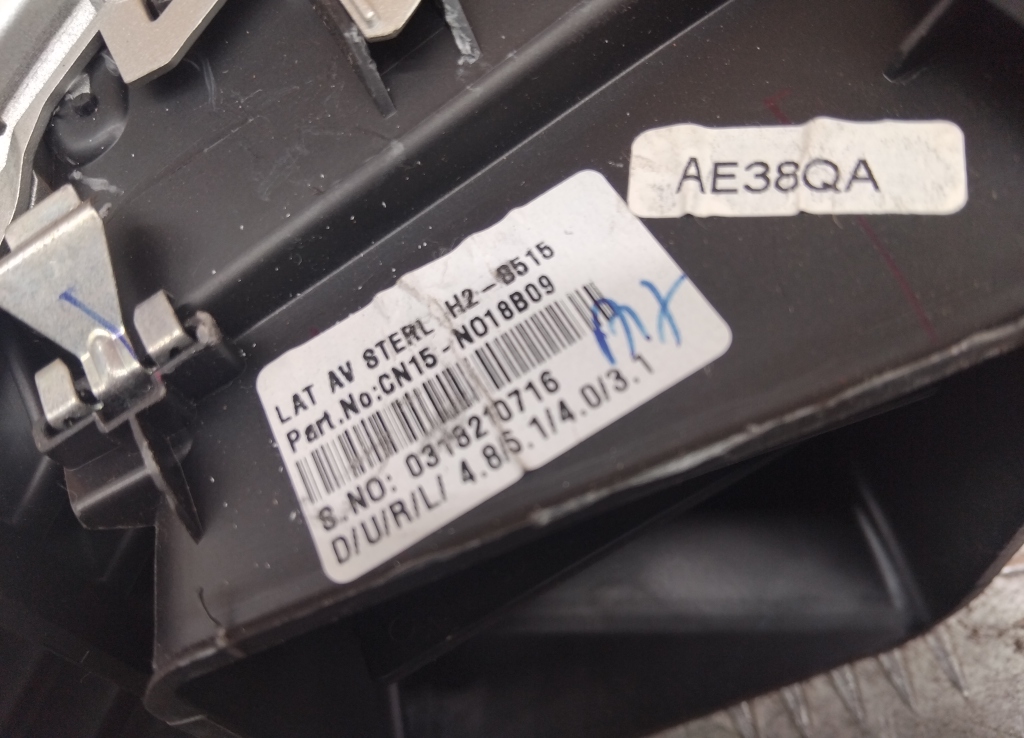 AE38QA
LAT AV STERL H2-8515
Part.No:CN15-N018B09
S.NO: 0318210716
D/U/R/L/ 4.8/5.1/4.0/3.1